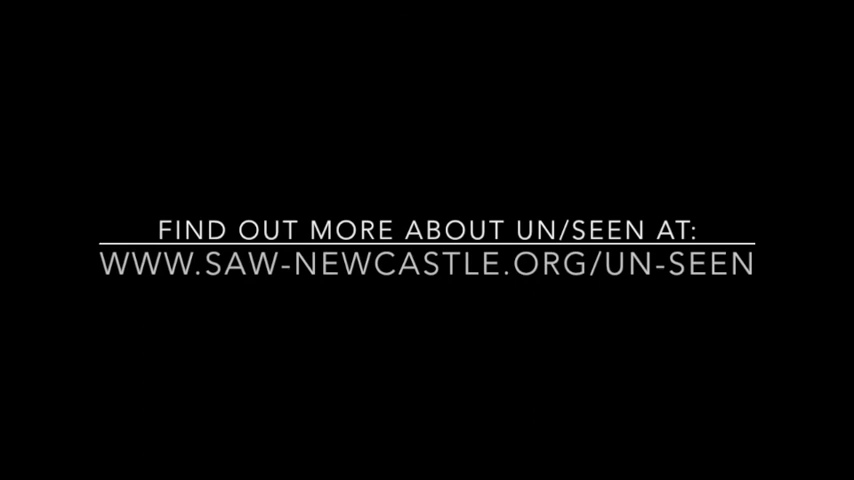 FIND OUT MORE ABOUT UN/SEEN AT:
WWW.SAW-NEWCASTLE.ORG/UN-SEEN